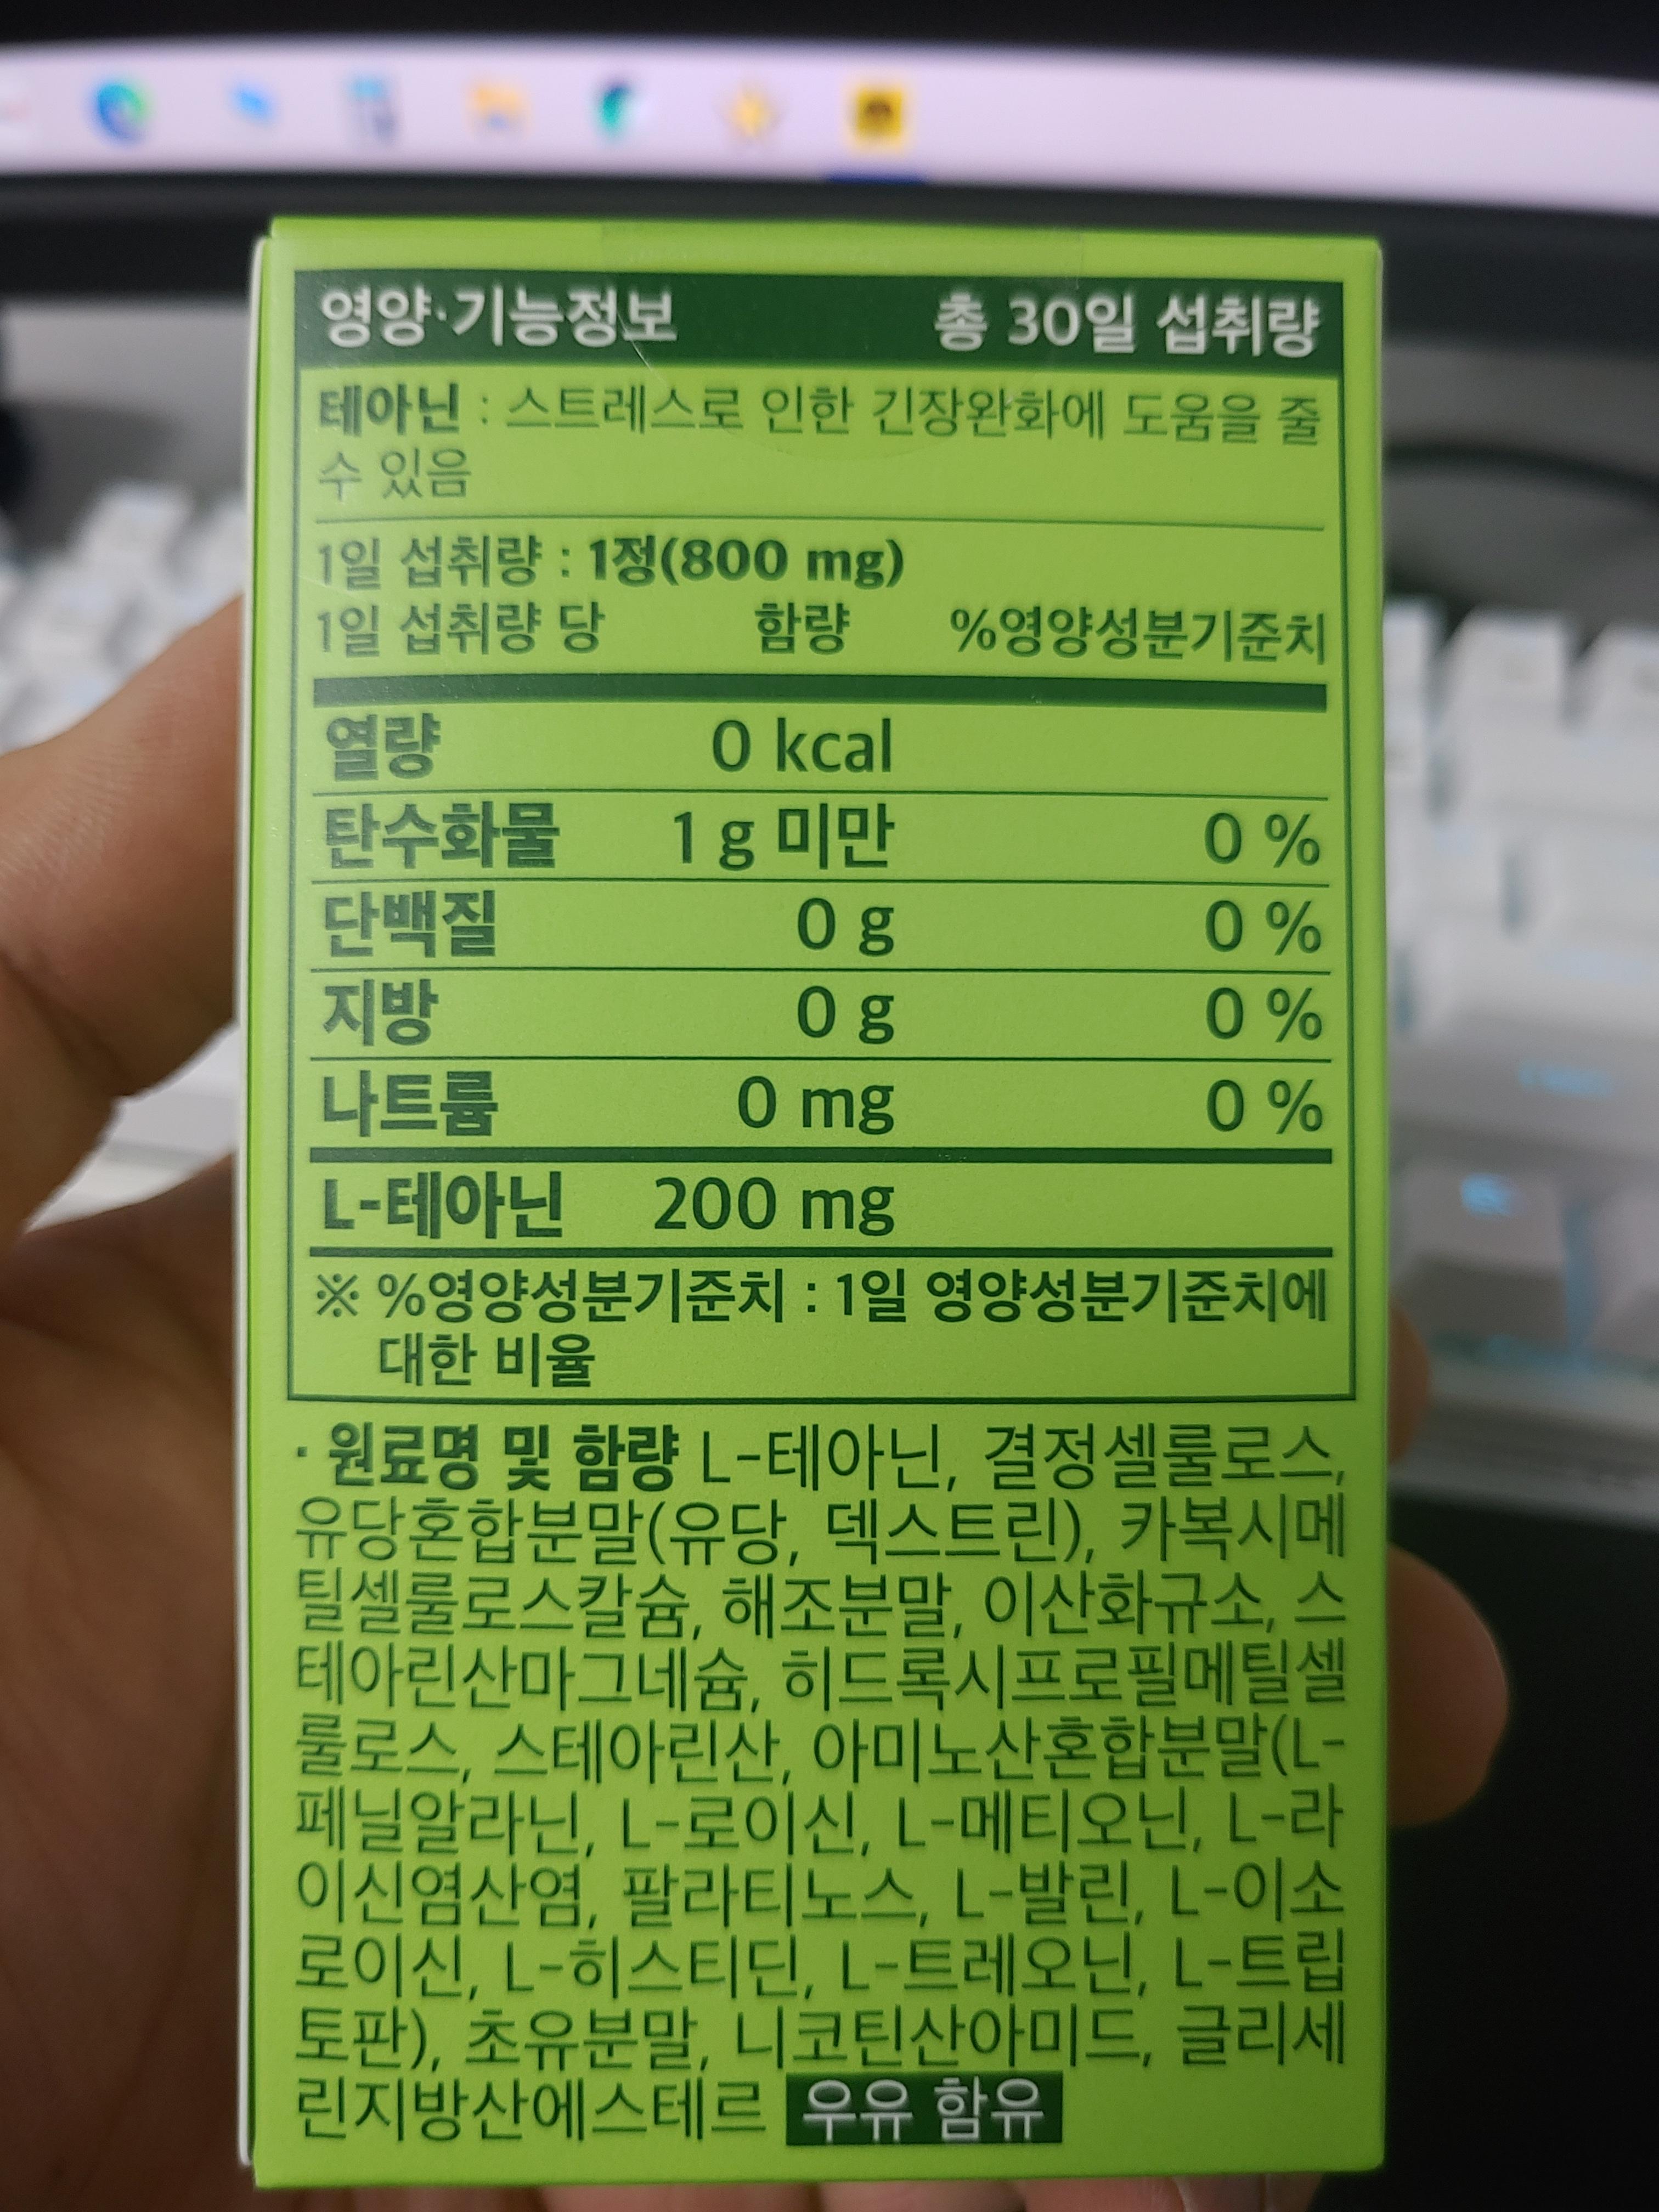 영양·기능정보 총 30일 섭취량
테아닌 : 스트레스로 인한 긴장완화에 도움을 줄
수 있음
1일 섭취량 : 1정(800 mg)
1일 섭취량 당 함량 %영양성분기준치
열량 0 kcal
탄수화물 1 g 미만 0 %
단백질 0 g 0 %
지방 0 g 0 %
나트륨 0 mg 0 %
L-테아닌 200 mg
※ %영양성분기준치 : 1일 영양성분기준치에
대한 비율
· 원료명 및 함량 L-테아닌, 결정셀룰로스,
유당혼합분말(유당, 덱스트린), 카복시메
틸셀룰로스칼슘, 해조분말, 이산화규소, 스
테아린산마그네슘, 히드록시프로필메틸셀
룰로스, 스테아린산, 아미노산혼합분말(L-
페닐알라닌, L-로이신, L-메티오닌, L-라
이신염산염, 팔라티노스, L-발린, L-이소
로이신, L-히스티딘, L-트레오닌, L-트립
토판), 초유분말, 니코틴산아미드, 글리세
린지방산에스테르 우유 함유